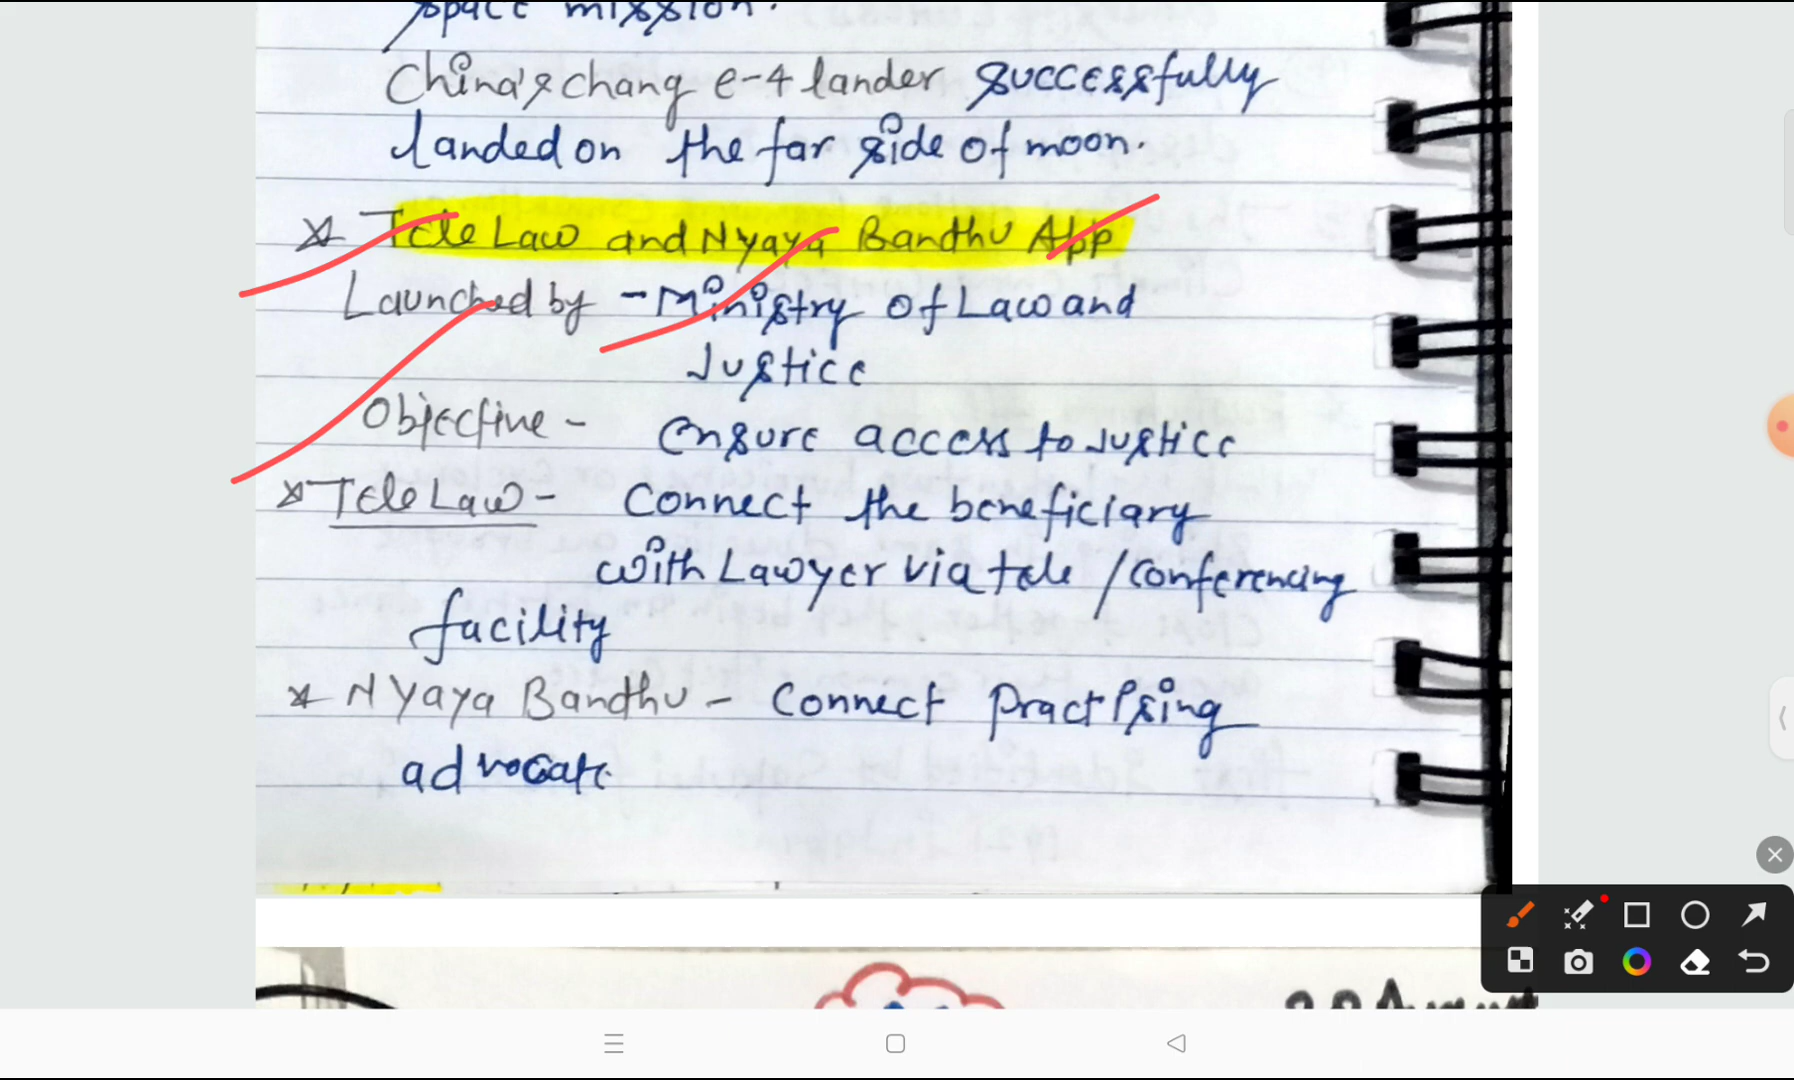 space mission.
China's chang e-4 lander successfully
landed on the far side of moon.
Tele Law and Nyaya Bandhu App
Launched by - Ministry of Law and
Justice
Objective - Ensure access to Justice
Tele Law - Connect the beneficiary
with Lawyer via tele / conferencing
facility
Nyaya Bandhu - Connect Practising
advocate